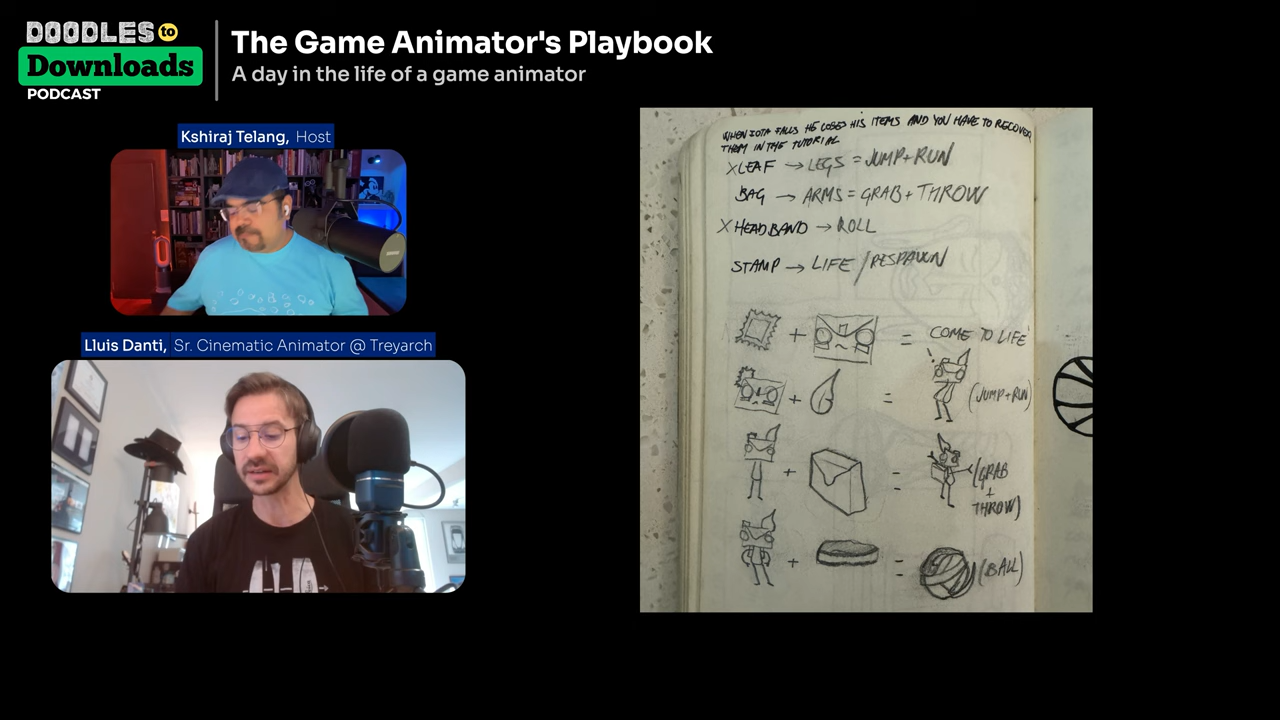 DOODLES to
Downloads
PODCAST
The Game Animator's Playbook
A day in the life of a game animator
Kshiraj Telang, Host
Lluis Danti, Sr. Cinematic Animator @ Treyarch
WHEN IOTA FALLS HE LOSES HIS ITEMS AND YOU HAVE TO RECOVER
THEM IN THE TUTORIAL
X LEAF → LEGS = JUMP + RUN
BAG → ARMS = GRAB + THROW
X HEADBAND → ROLL
STAMP → LIFE / RESPAWN
+ = COME TO LIFE
+ = (JUMP + RUN)
+ = (GRAB
+
THROW)
+ = (BALL)